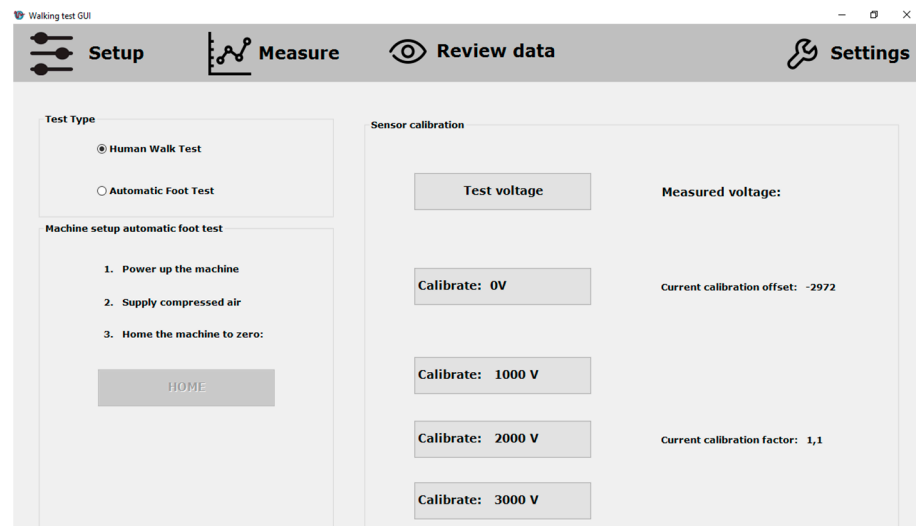 Walking test GUI
Setup
Measure
Review data
Settings
Test Type
Human Walk Test
Automatic Foot Test
Machine setup automatic foot test
1. Power up the machine
2. Supply compressed air
3. Home the machine to zero:
HOME
Sensor calibration
Test voltage
Measured voltage:
Calibrate: 0V
Current calibration offset: -2972
Calibrate: 1000 V
Calibrate: 2000 V
Current calibration factor: 1,1
Calibrate: 3000 V